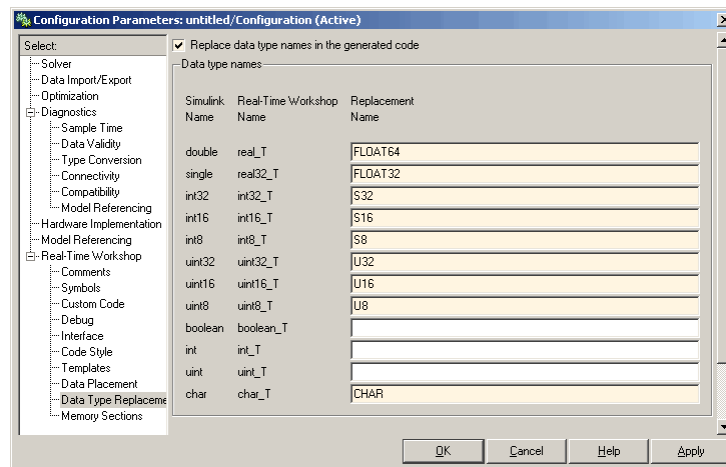 Configuration Parameters: untitled/Configuration (Active)
Select:
Solver
Data Import/Export
Optimization
Diagnostics
Sample Time
Data Validity
Type Conversion
Connectivity
Compatibility
Model Referencing
Hardware Implementation
Model Referencing
Real-Time Workshop
Comments
Symbols
Custom Code
Debug
Interface
Code Style
Templates
Data Placement
Data Type Replaceme
Memory Sections
Replace data type names in the generated code
Data type names
Simulink Real-Time Workshop Replacement
Name Name Name
double real_T FLOAT64
single real32_T FLOAT32
int32 int32_T S32
int16 int16_T S16
int8 int8_T S8
uint32 uint32_T U32
uint16 uint16_T U16
uint8 uint8_T U8
boolean boolean_T
int int_T
uint uint_T
char char_T CHAR
OK Cancel Help Apply